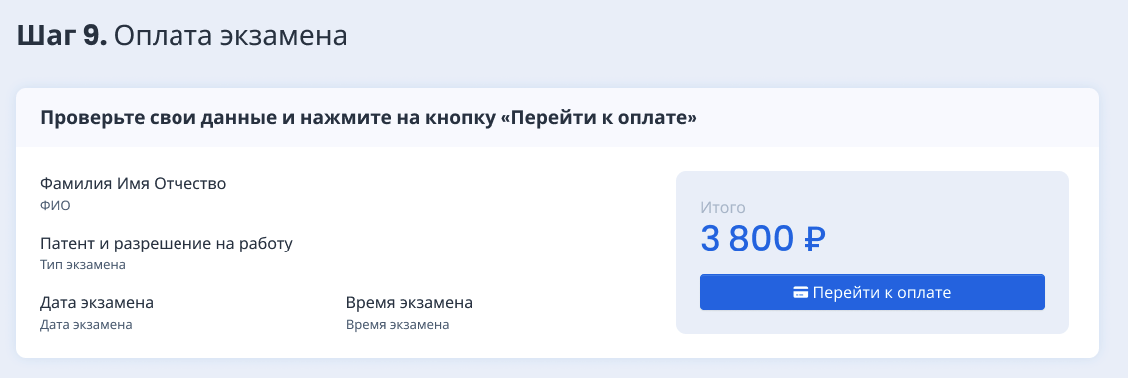 Шаг 9. Оплата экзамена
Проверьте свои данные и нажмите на кнопку «Перейти к оплате»
Фамилия Имя Отчество
ФИО
Патент и разрешение на работу
Тип экзамена
Дата экзамена
Дата экзамена
Время экзамена
Время экзамена
Итого
3 800 ₽
Перейти к оплате